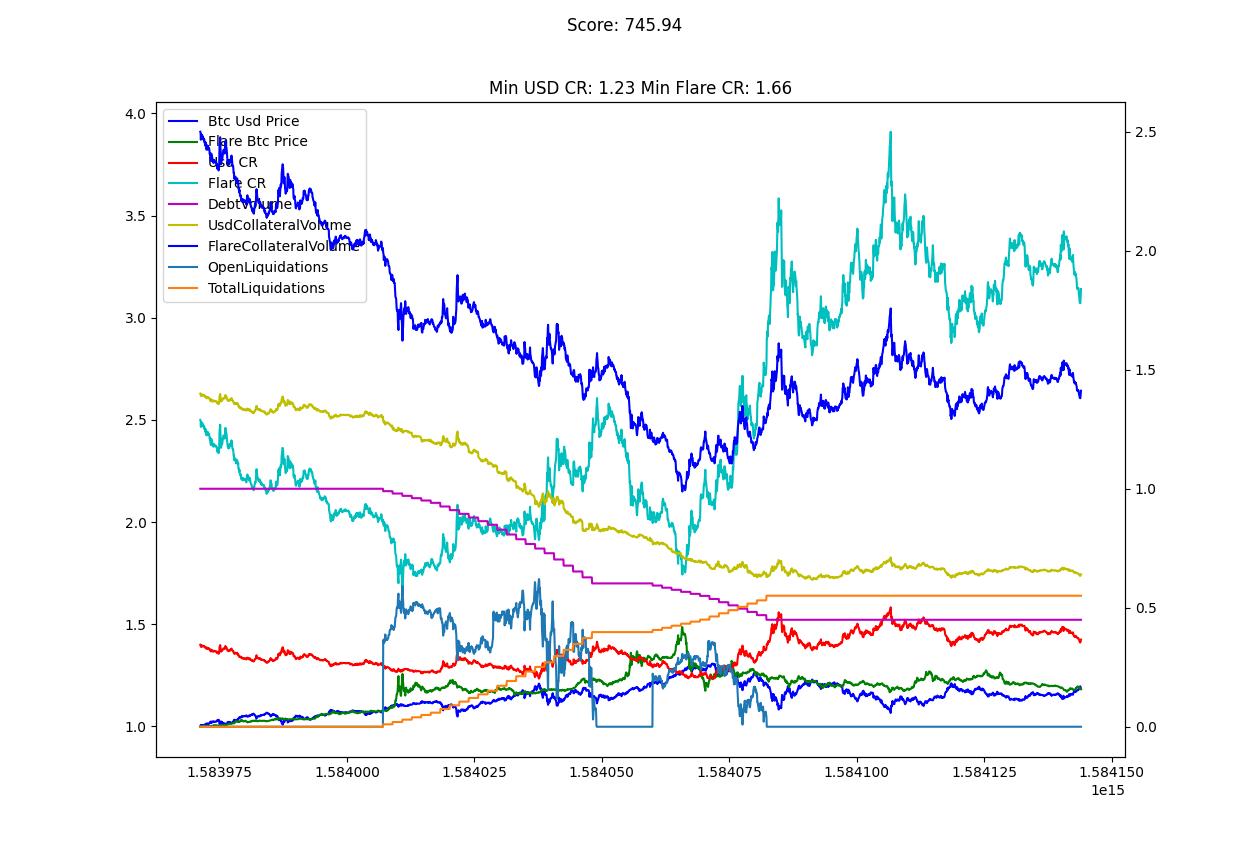 Score: 745.94
Min USD CR: 1.23 Min Flare CR: 1.66
Btc Usd Price
Flare Btc Price
Usd CR
Flare CR
DebtVolume
UsdCollateralVolume
FlareCollateralVolume
OpenLiquidations
TotalLiquidations
4.0
3.5
3.0
2.5
2.0
1.5
1.0
2.5
2.0
1.5
1.0
0.5
0.0
1.583975 1.584000 1.584025 1.584050 1.584075 1.584100 1.584125 1.584150
1e15